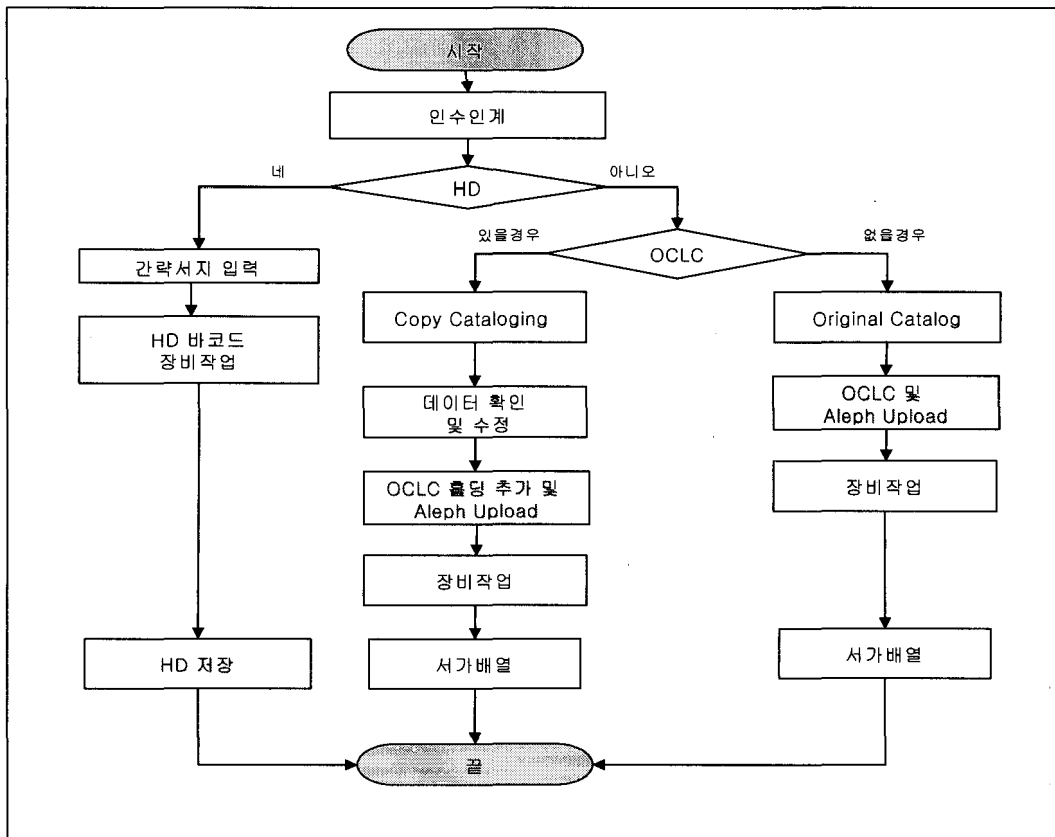 시작
인수인계
네
아니오
HD
있을경우
없을경우
OCLC
간략서지 입력
Copy Cataloging
Original Catalog
HD 바코드
장비작업
데이터 확인
및 수정
OCLC 및
Aleph Upload
OCLC 홀딩 추가 및
Aleph Upload
장비작업
장비작업
HD 저장
서가배열
서가배열
끝